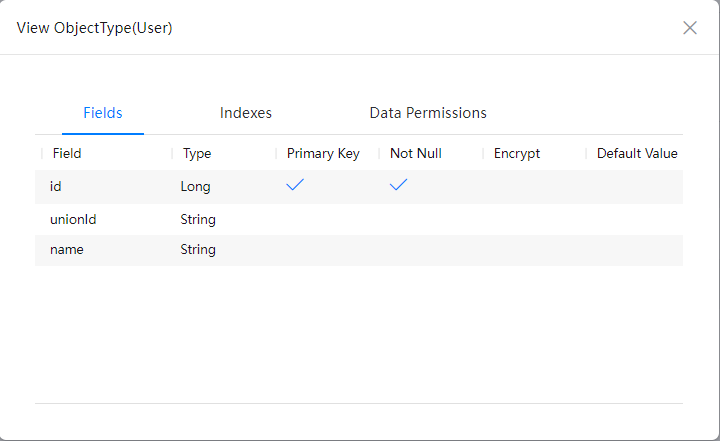 View ObjectType(User)
Fields Indexes Data Permissions
Field Type Primary Key Not Null Encrypt Default Value
id Long
unionId String
name String